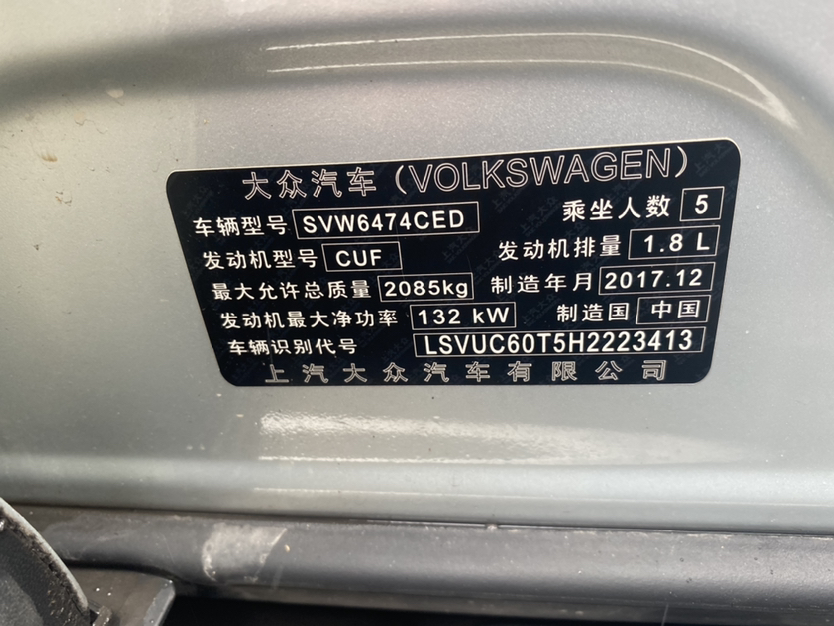 大众汽车(VOLKSWAGEN)
车辆型号 SVW6474CED 乘坐人数 5
发动机型号 CUF 发动机排量 1.8 L
最大允许总质量 2085kg 制造年月 2017.12
发动机最大净功率 132 kW 制造国 中国
车辆识别代号 LSVUC60T5H2223413
上汽大众汽车有限公司